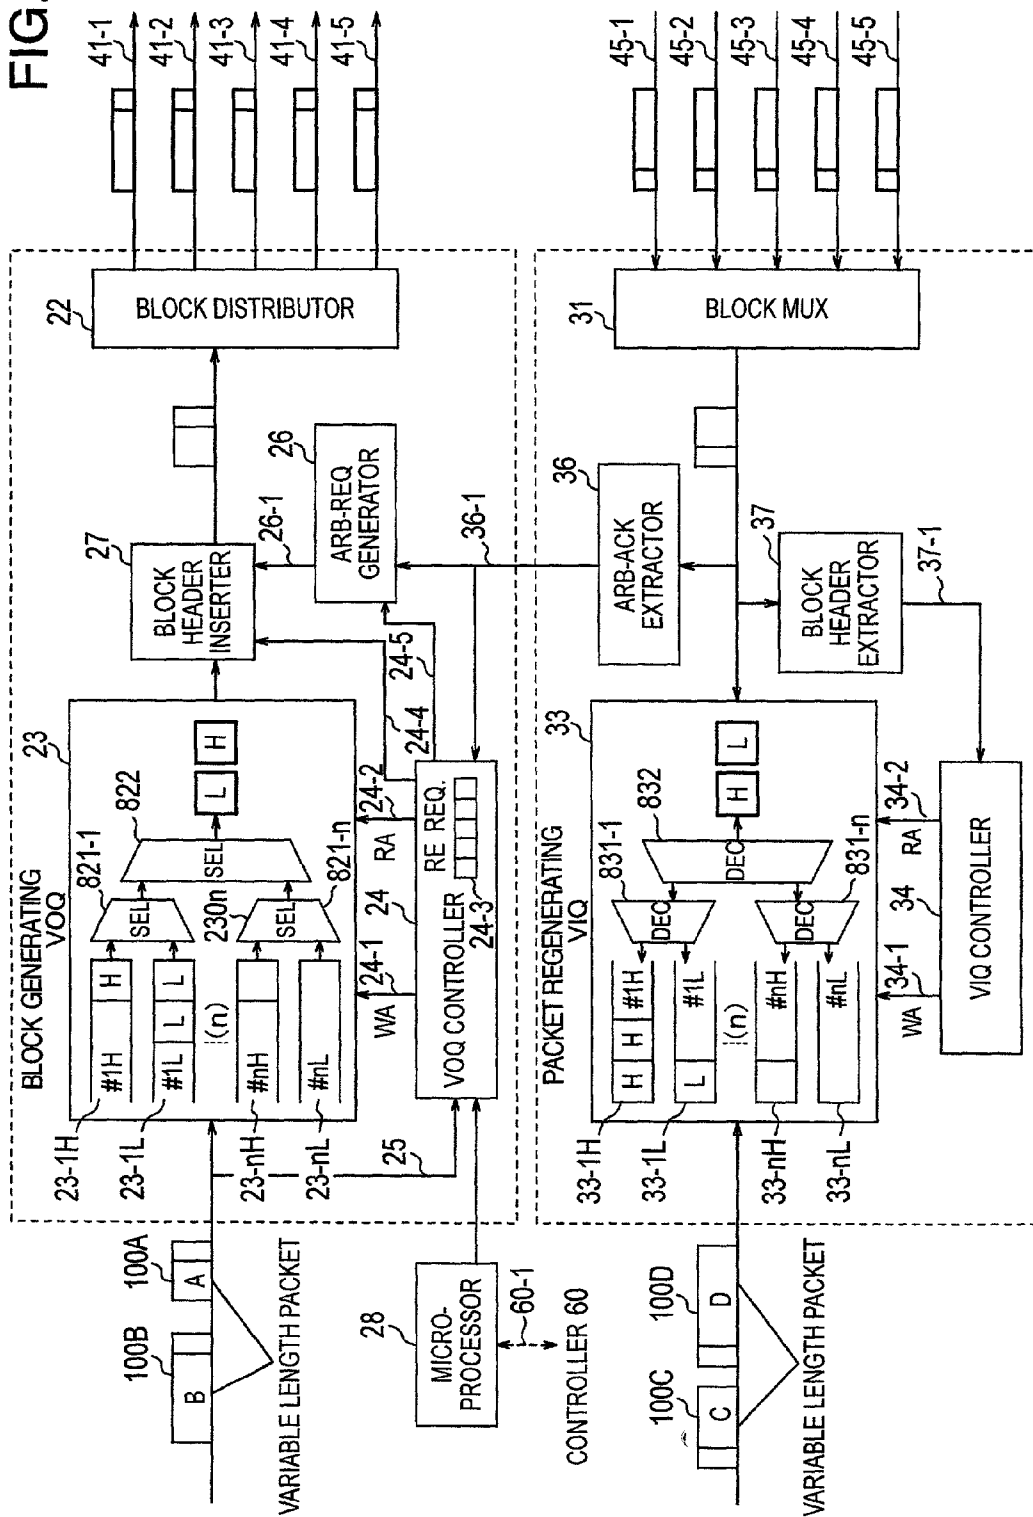 FIG.
BLOCK GENERATING
VOQ
23
VARIABLE LENGTH PACKET
100B
B
100A
A
23-1H
#1H
H
23-1L
#1L
L
L
(n)
23-nH
#nH
23-nL
#nL
821-1
SEL
230n
SEL
821-n
822
SEL
L
H
25
WA
24-1
24
RA
24-2
VOQ CONTROLLER
RE REQ.
24-3
24-4
24-5
28
MICRO-
PROCESSOR
60-1
CONTROLLER 60
27
BLOCK
HEADER
INSERTER
26-1
26
ARB-REQ
GENERATOR
36-1
22
BLOCK DISTRIBUTOR
41-1
41-2
41-3
41-4
41-5
PACKET REGENERATING
VIQ
33
VARIABLE LENGTH PACKET
100C
C
100D
D
33-1H
H
H
#1H
33-1L
L
#1L
(n)
33-nH
#nH
33-nL
#nL
831-1
DEC
DEC
831-n
832
DEC
H
L
WA
34-1
34
RA
34-2
VIQ CONTROLLER
36
ARB-ACK
EXTRACTOR
37
BLOCK
HEADER
EXTRACTOR
37-1
31
BLOCK MUX
45-1
45-2
45-3
45-4
45-5